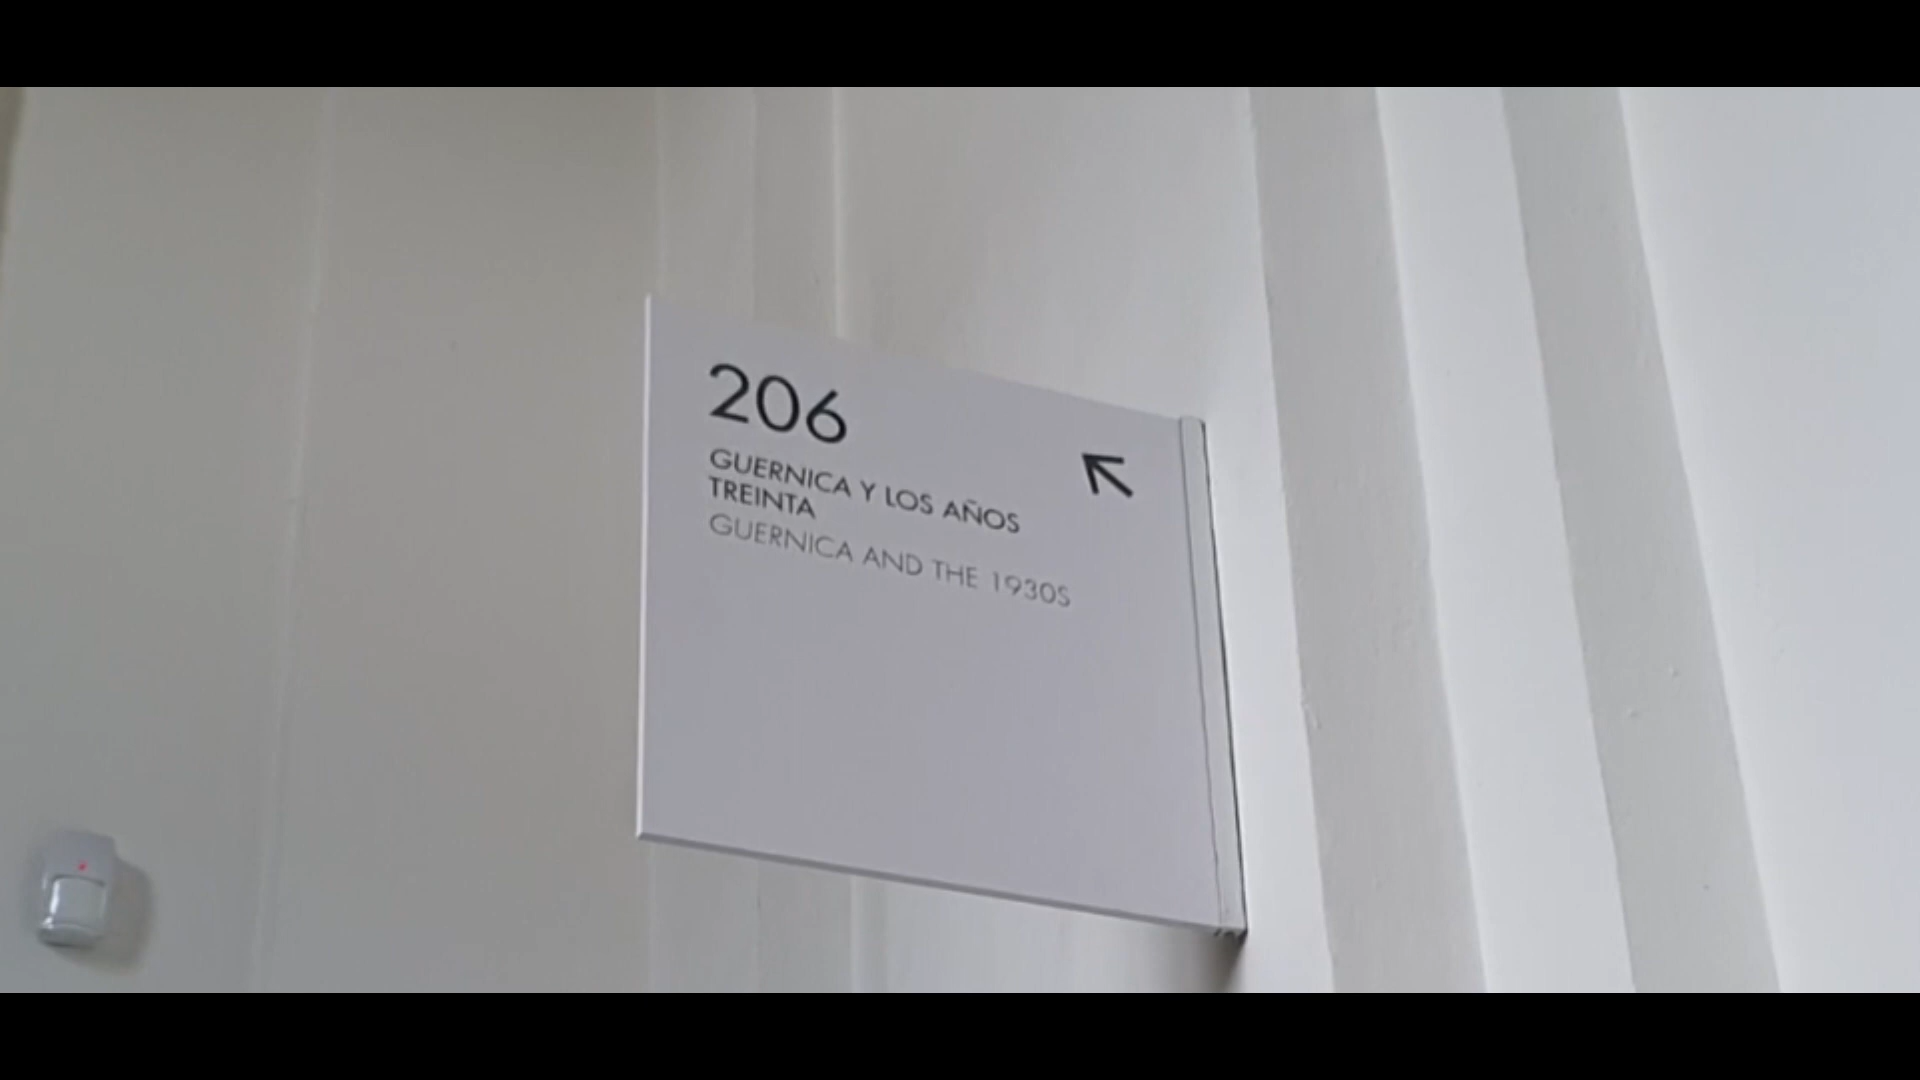 206
GUERNICA Y LOS AÑOS
TREINTA
GUERNICA AND THE 1930S